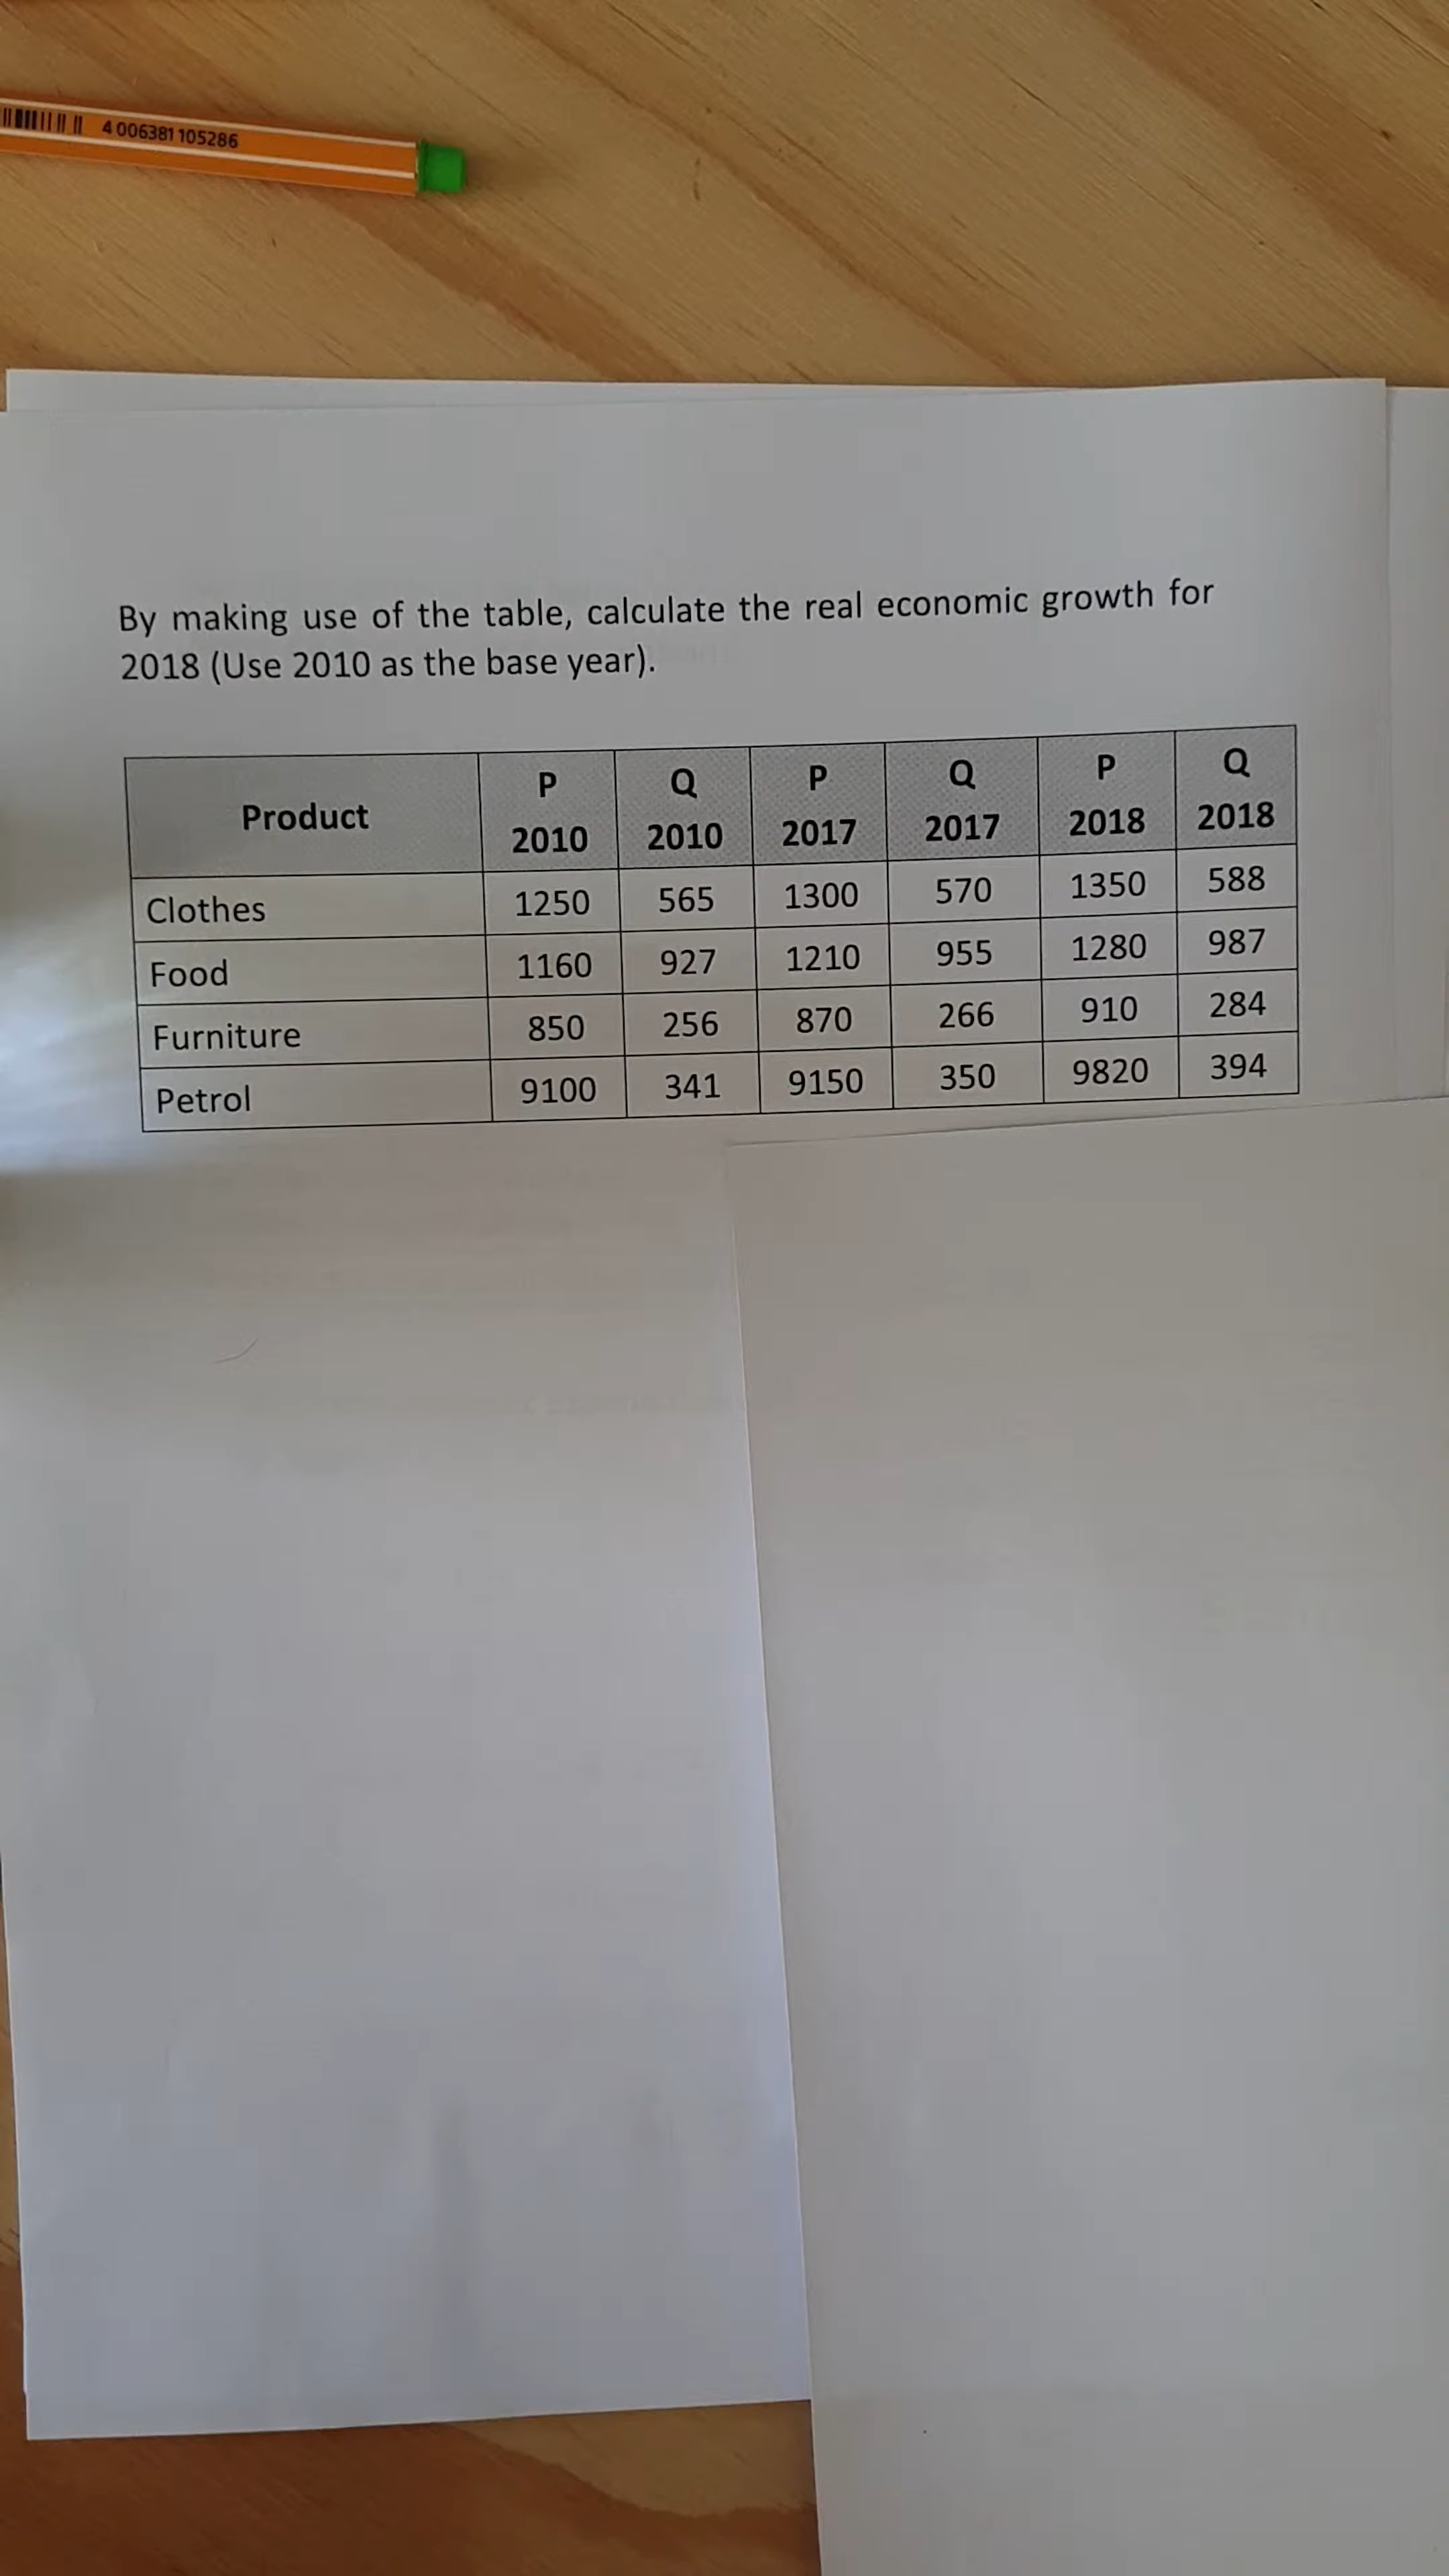 4 006381 105286
By making use of the table, calculate the real economic growth for
2018 (Use 2010 as the base year).
Product P 2010 Q 2010 P 2017 Q 2017 P 2018 Q 2018
Clothes 1250 565 1300 570 1350 588
Food 1160 927 1210 955 1280 987
Furniture 850 256 870 266 910 284
Petrol 9100 341 9150 350 9820 394